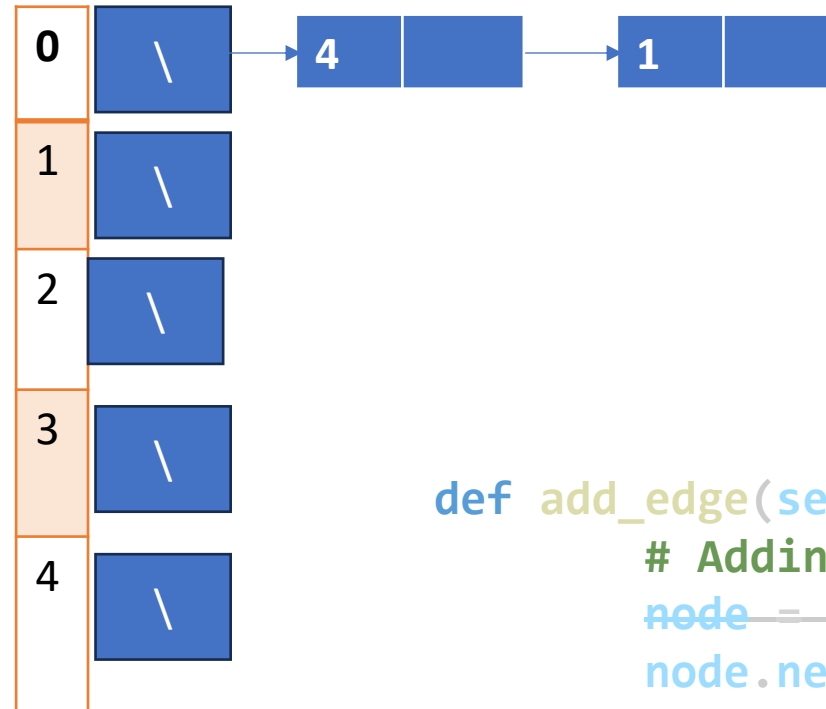 0 \ 4 1
1 \
2 \
3 \
4 \
def add_edge(se
# Addin
node =
node.ne